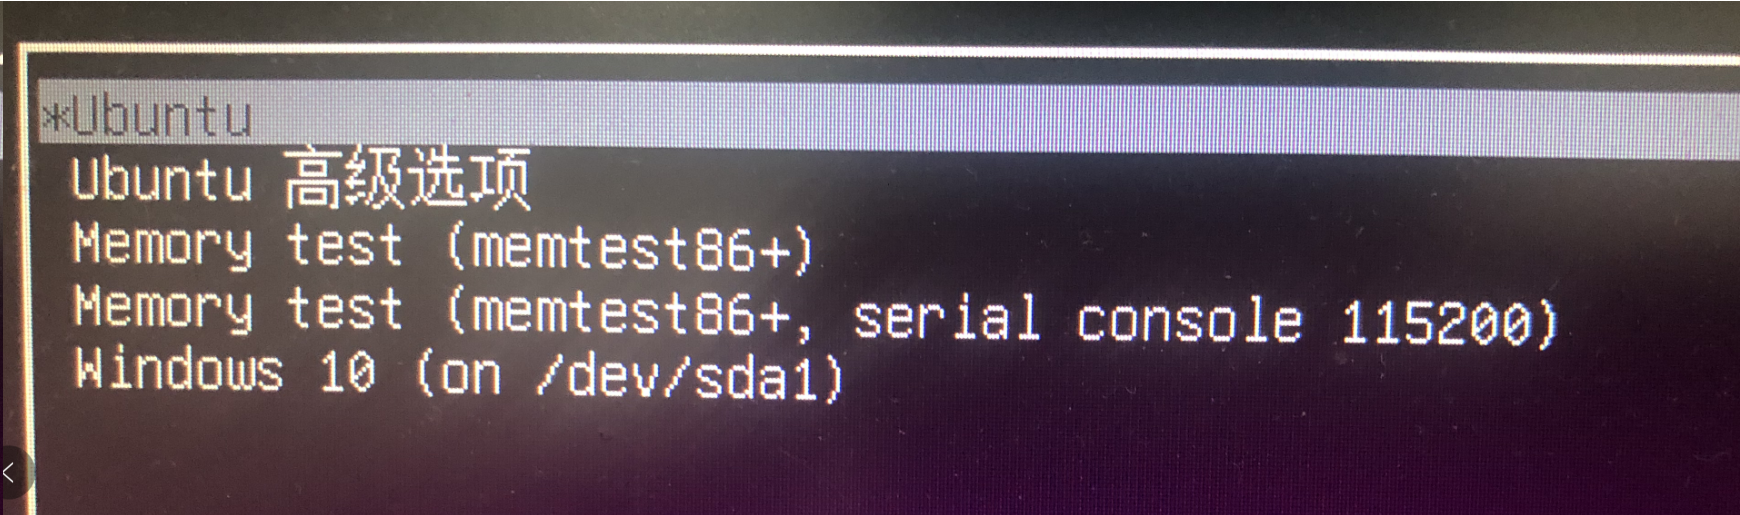 *Ubuntu
Ubuntu 高级选项
Memory test (memtest86+)
Memory test (memtest86+, serial console 115200)
Windows 10 (on /dev/sda1)